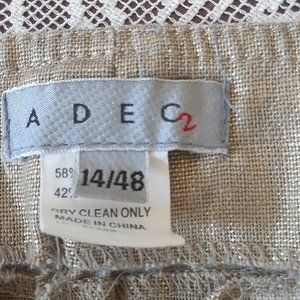 A D E C2
58%
42%
14/48
DRY CLEAN ONLY
MADE IN CHINA